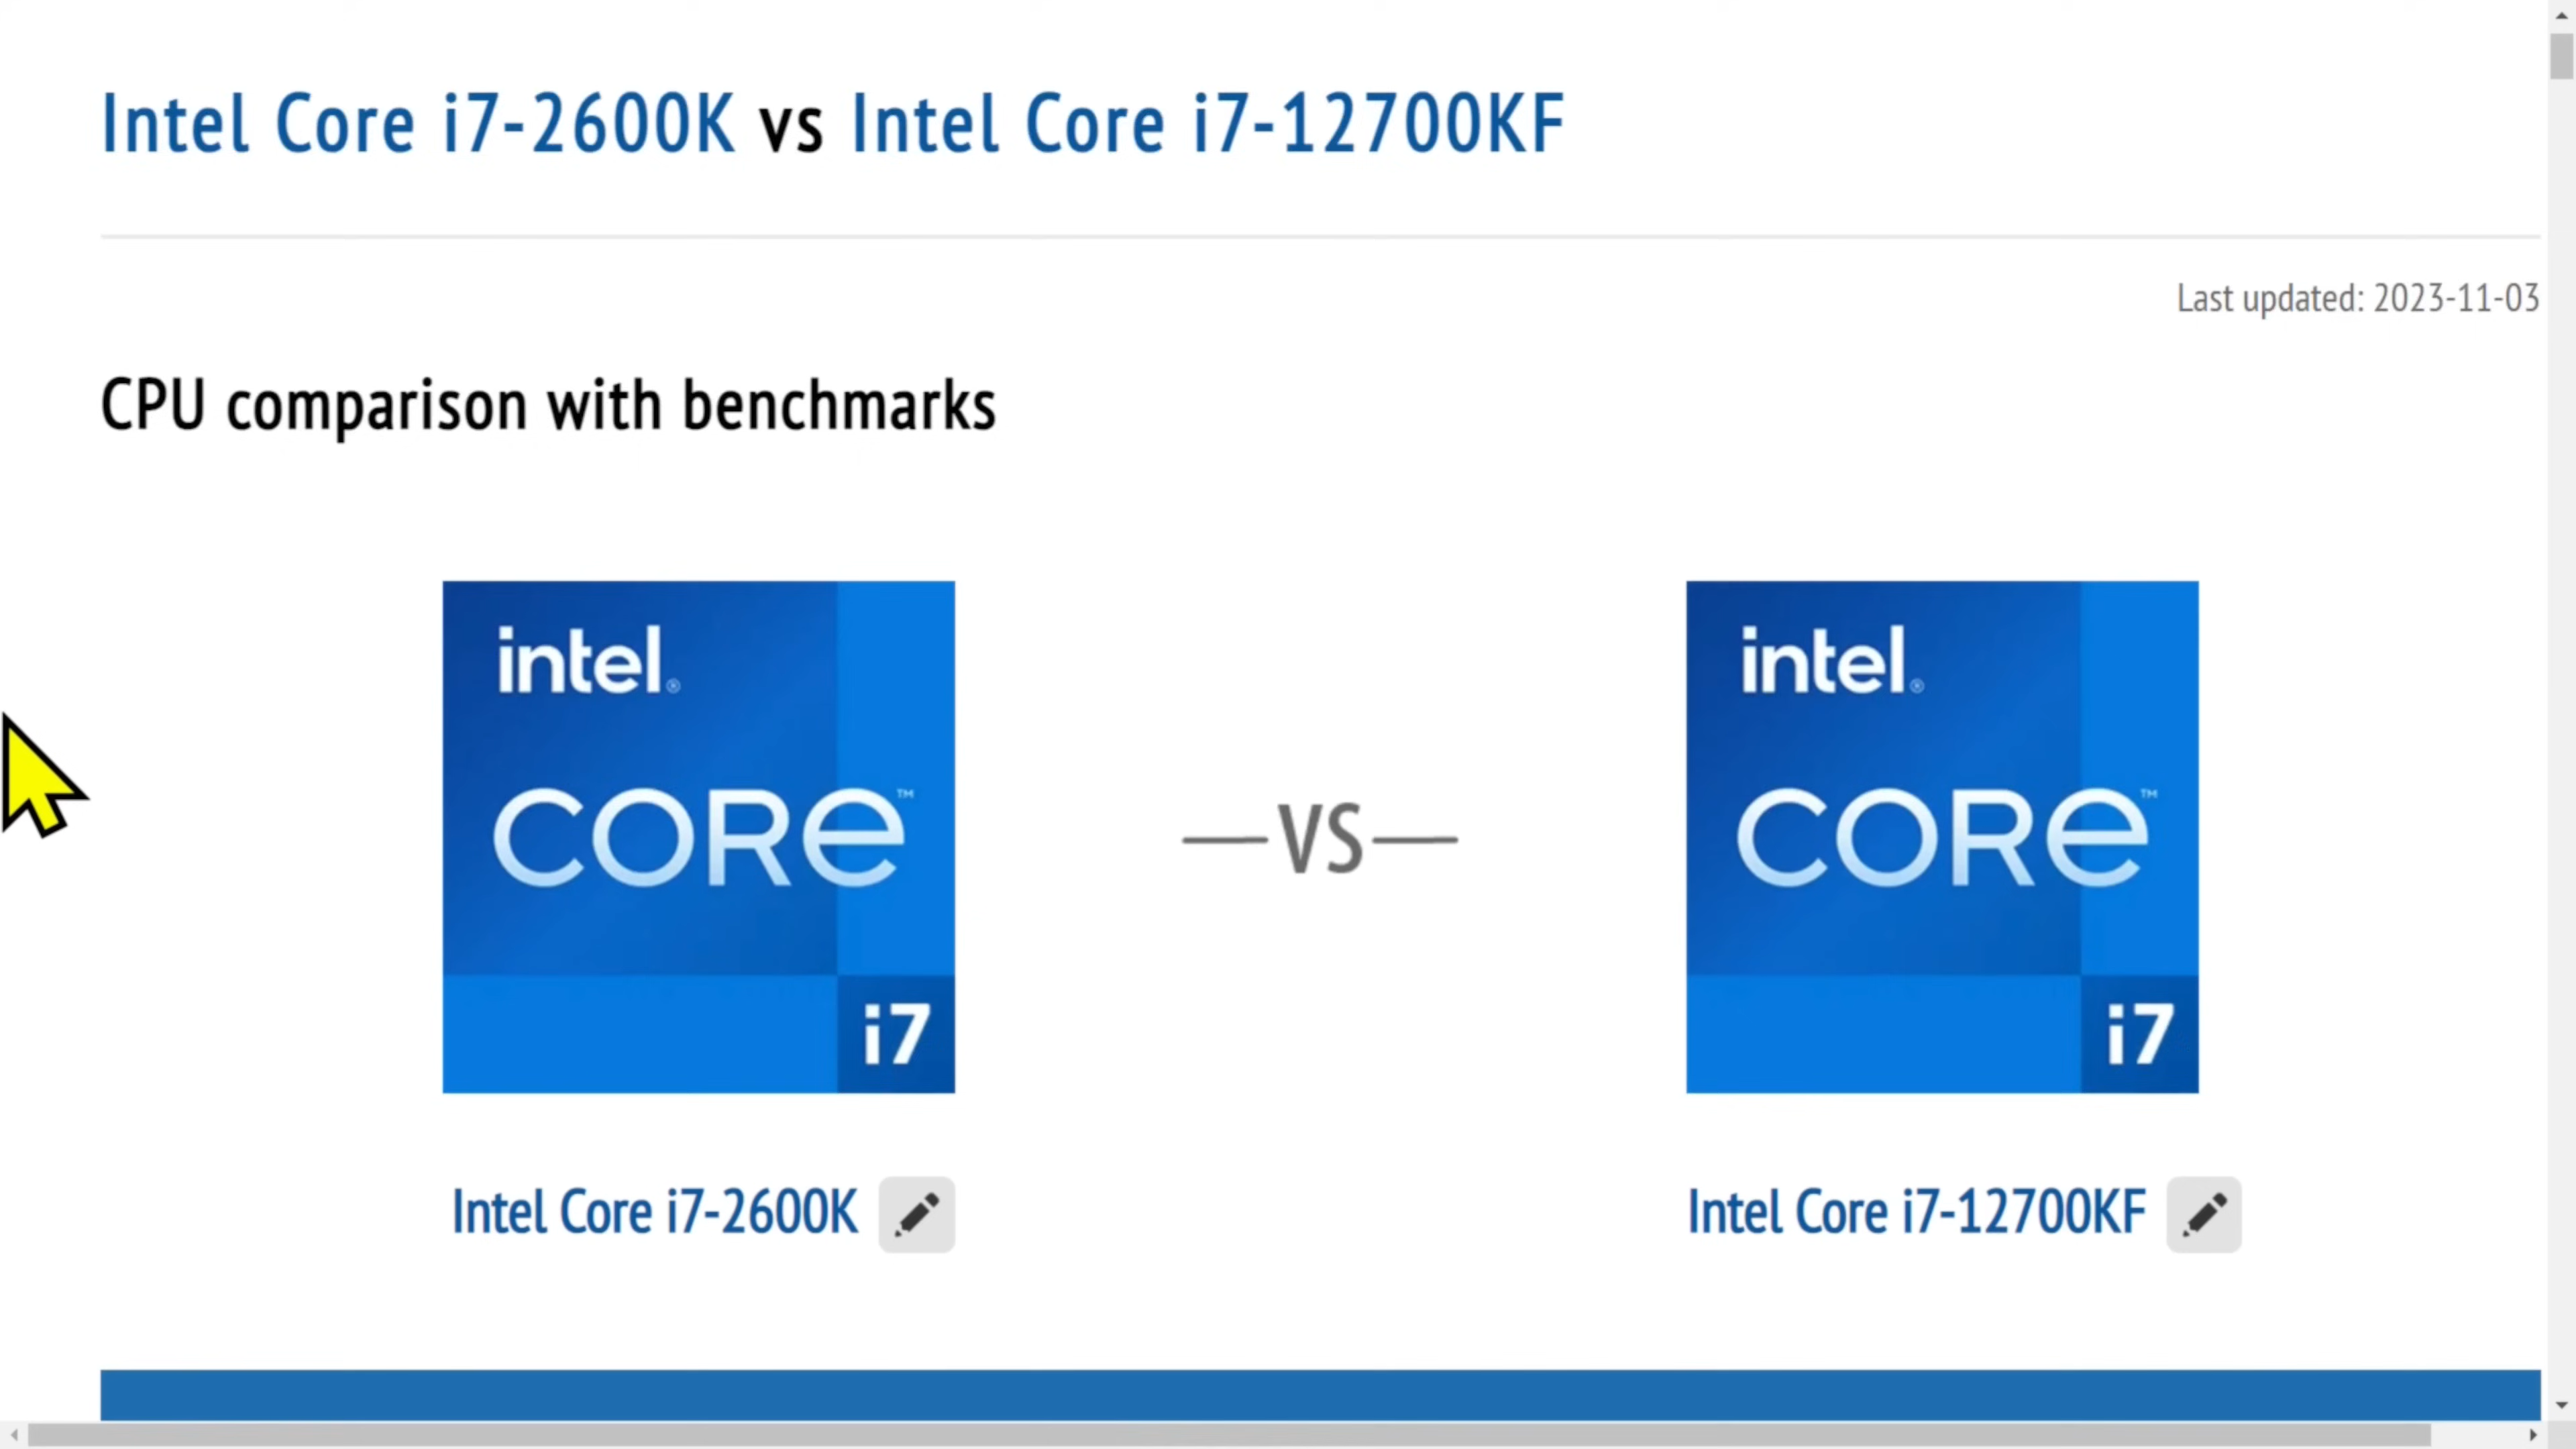 Intel Core i7-2600K vs Intel Core i7-12700KF
Last updated: 2023-11-03
CPU comparison with benchmarks
intel®
CORE™
i7
VS
intel®
CORE™
i7
Intel Core i7-2600K
Intel Core i7-12700KF